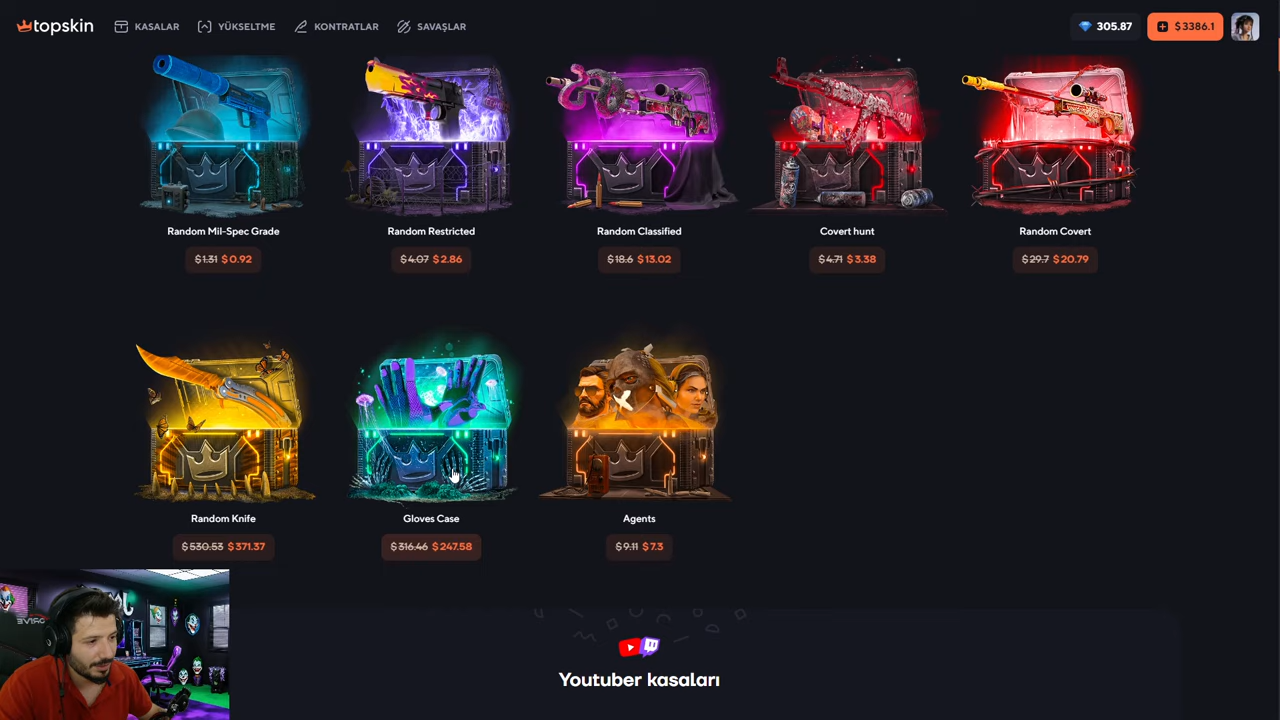 topskin
KASALAR
YÜKSELTME
KONTRATLAR
SAVAŞLAR
305.87
$3386.1
Random Mil-Spec Grade
Random Restricted
Random Classified
Covert hunt
Random Covert
$1.31 $0.92
$4.07 $2.86
$18.6 $13.02
$4.71 $3.38
$29.7 $20.79
Random Knife
Gloves Case
Agents
$530.53 $371.37
$316.46 $247.58
$9.11 $7.3
Youtuber kasaları